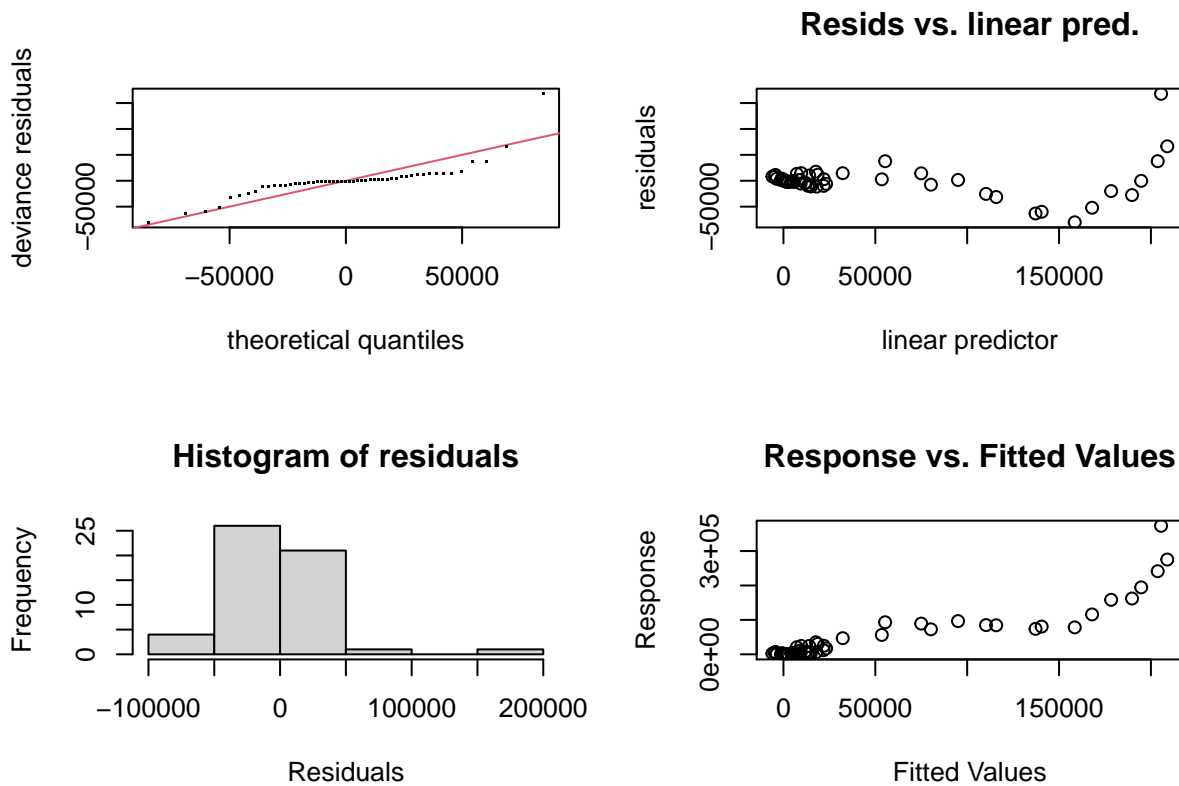 deviance residuals
−50000
−50000 0 50000
theoretical quantiles
Resids vs. linear pred.
residuals
−50000
0 50000 150000
linear predictor
Histogram of residuals
Frequency
0 10 25
−100000 0 100000 200000
Residuals
Response vs. Fitted Values
Response
0e+00 3e+05
0 50000 150000
Fitted Values